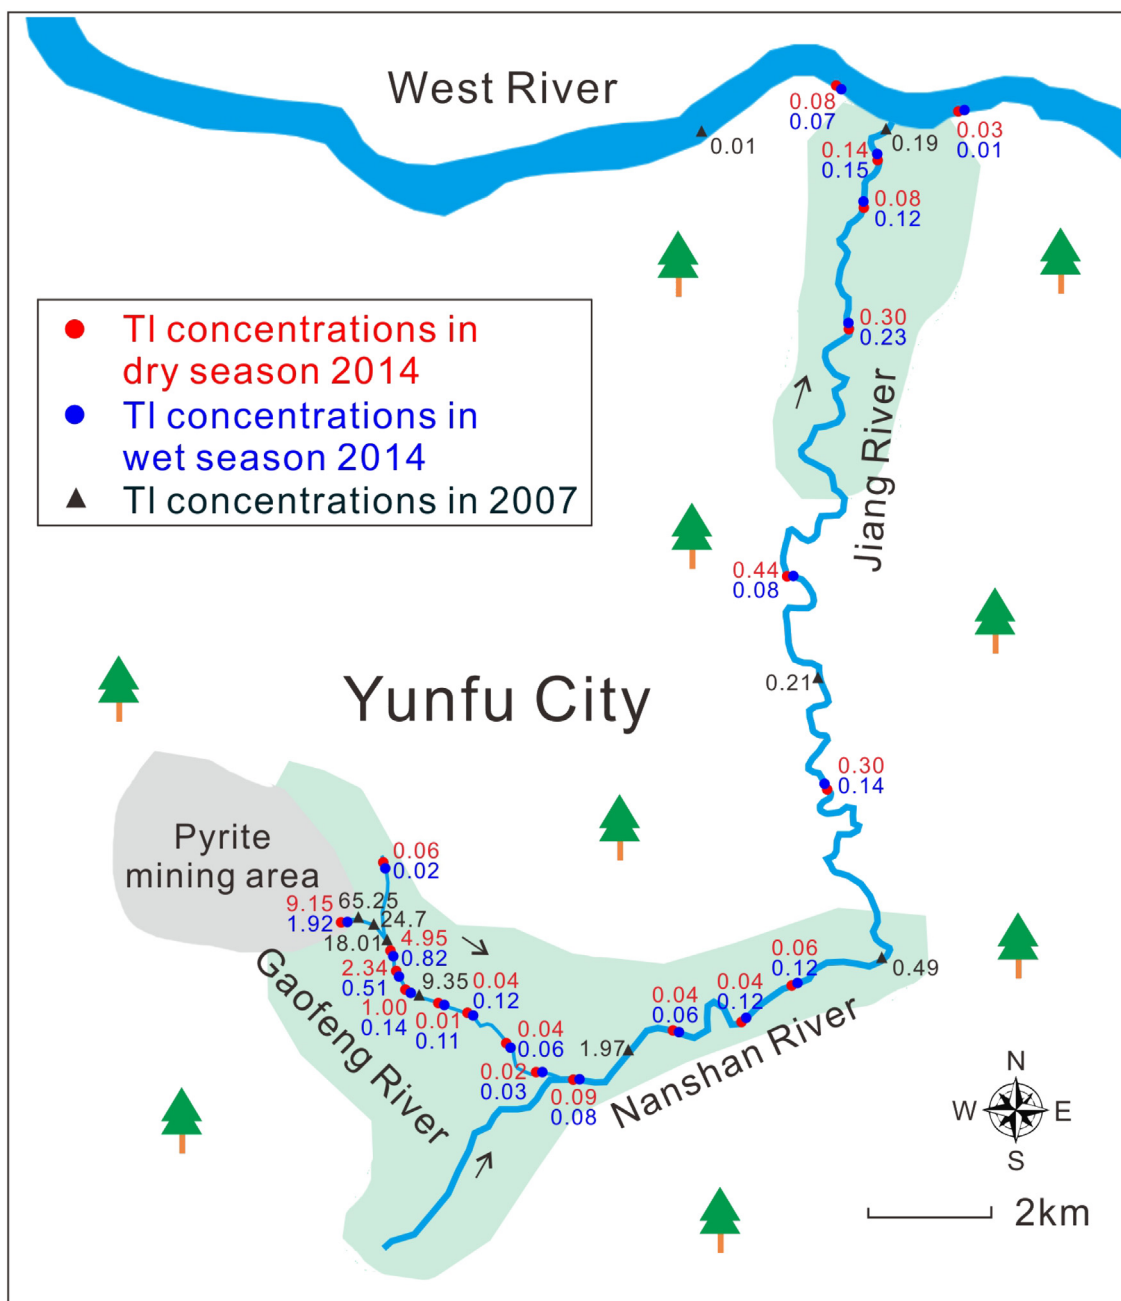 West River
0.08
0.07
0.03
0.01
0.01
0.19
0.14
0.15
0.08
0.12
Tl concentrations in
dry season 2014
Tl concentrations in
wet season 2014
Tl concentrations in 2007
0.30
0.23
Jiang River
0.44
0.08
0.21
Yunfu City
0.30
0.14
Pyrite
mining area
0.06
0.02
9.15
1.92
65.25
24.7
18.01
4.95
0.82
2.34
0.51
9.35
0.04
0.12
1.00
0.14
0.01
0.11
Gaofeng River
0.04
0.06
0.02
0.03
0.09
0.08
1.97
0.04
0.06
0.04
0.12
0.06
0.12
0.49
Nanshan River
N
W
E
S
2km